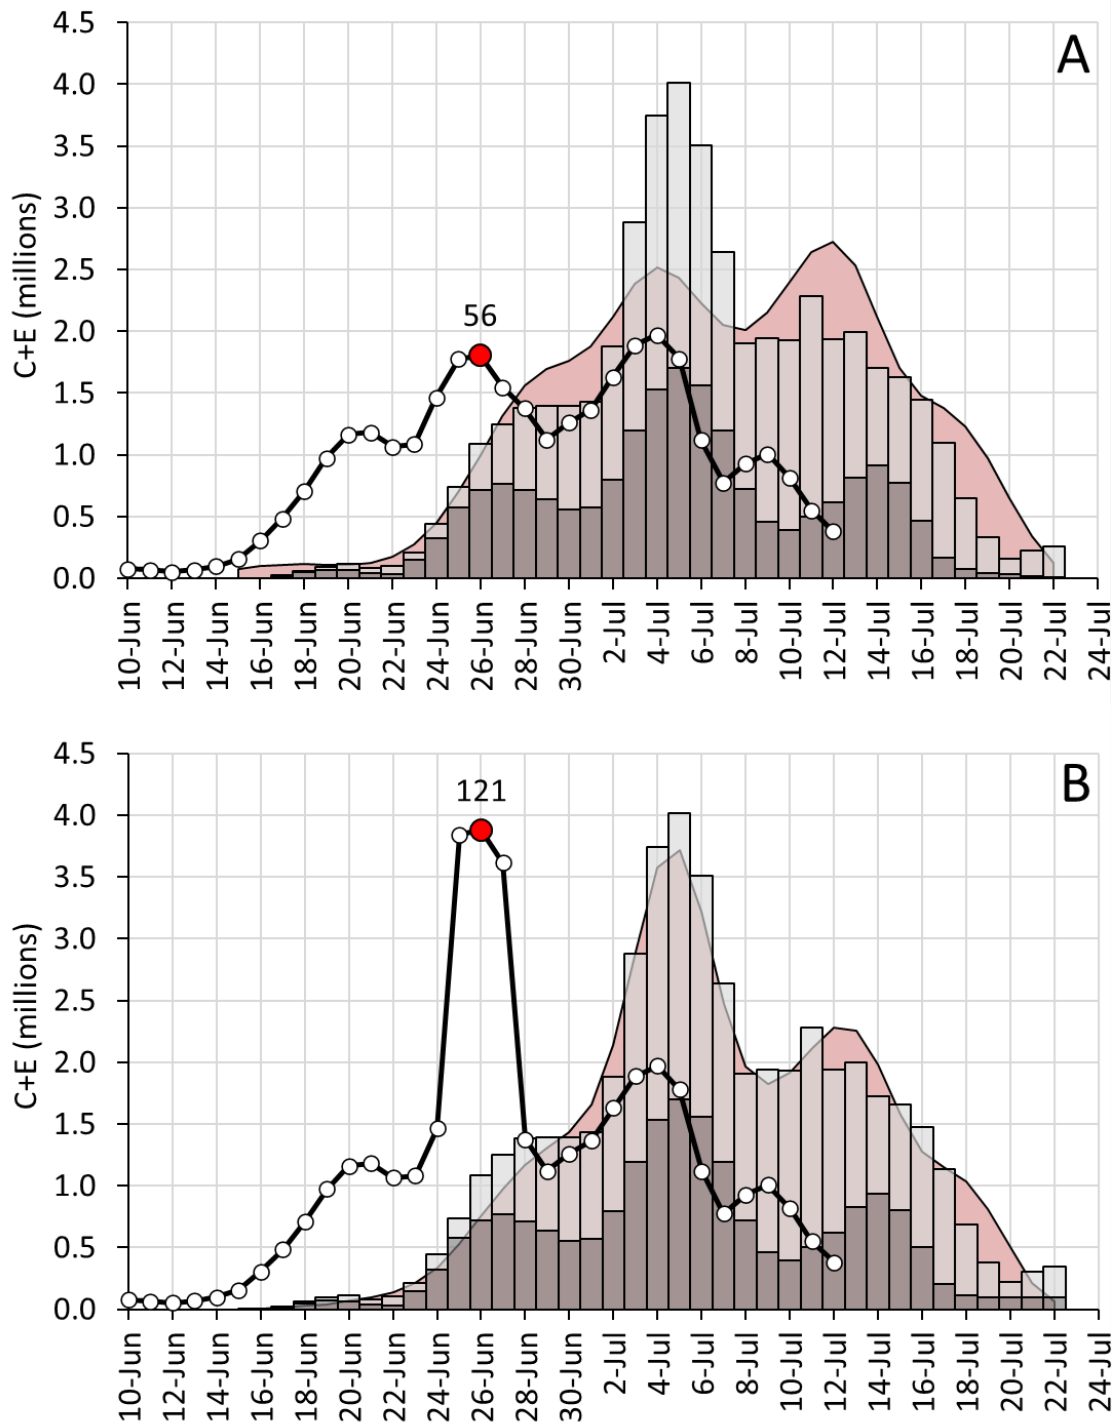 4.5
A
4.0
3.5
3.0
2.5
2.0
1.5
1.0
0.5
0.0
C+E (millions)
56
10-Jun
12-Jun
14-Jun
16-Jun
18-Jun
20-Jun
22-Jun
24-Jun
26-Jun
28-Jun
30-Jun
2-Jul
4-Jul
6-Jul
8-Jul
10-Jul
12-Jul
14-Jul
16-Jul
18-Jul
20-Jul
22-Jul
24-Jul
4.5
B
4.0
3.5
3.0
2.5
2.0
1.5
1.0
0.5
0.0
C+E (millions)
121
10-Jun
12-Jun
14-Jun
16-Jun
18-Jun
20-Jun
22-Jun
24-Jun
26-Jun
28-Jun
30-Jun
2-Jul
4-Jul
6-Jul
8-Jul
10-Jul
12-Jul
14-Jul
16-Jul
18-Jul
20-Jul
22-Jul
24-Jul